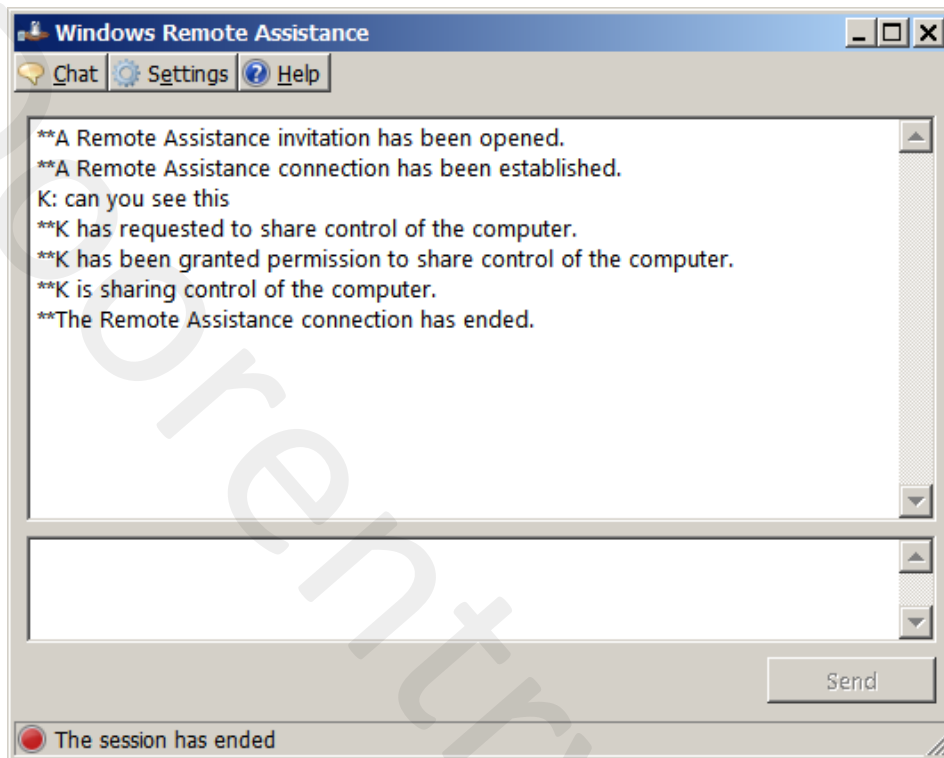 Windows Remote Assistance
Chat Settings Help
**A Remote Assistance invitation has been opened.
**A Remote Assistance connection has been established.
K: can you see this
**K has requested to share control of the computer.
**K has been granted permission to share control of the computer.
**K is sharing control of the computer.
**The Remote Assistance connection has ended.
Send
The session has ended